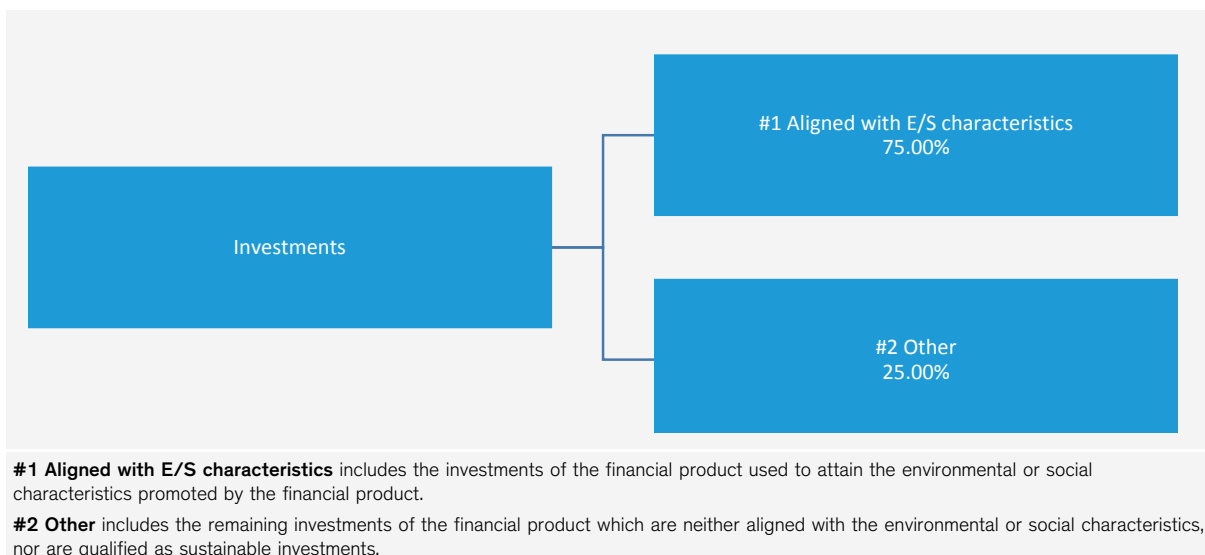 #1 Aligned with E/S characteristics
75.00%
Investments
#2 Other
25.00%
#1 Aligned with E/S characteristics includes the investments of the financial product used to attain the environmental or social
characteristics promoted by the financial product.
#2 Other includes the remaining investments of the financial product which are neither aligned with the environmental or social characteristics,
nor are qualified as sustainable investments.